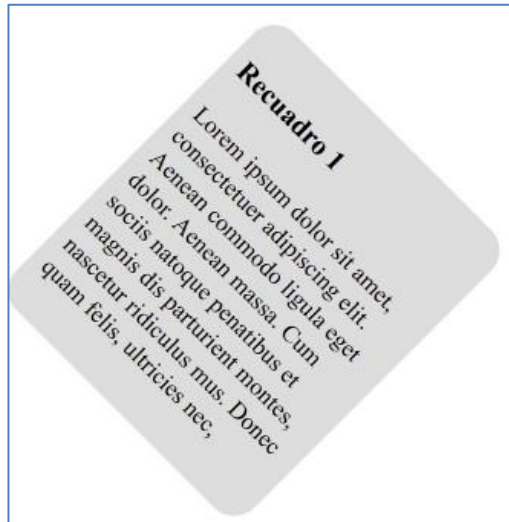 Recuadro 1
Lorem ipsum dolor sit amet,
consectetuer adipiscing elit.
Aenean commodo ligula eget
dolor. Aenean massa. Cum
sociis natoque penatibus et
magnis dis parturient montes,
nascetur ridiculus mus. Donec
quam felis, ultricies nec,